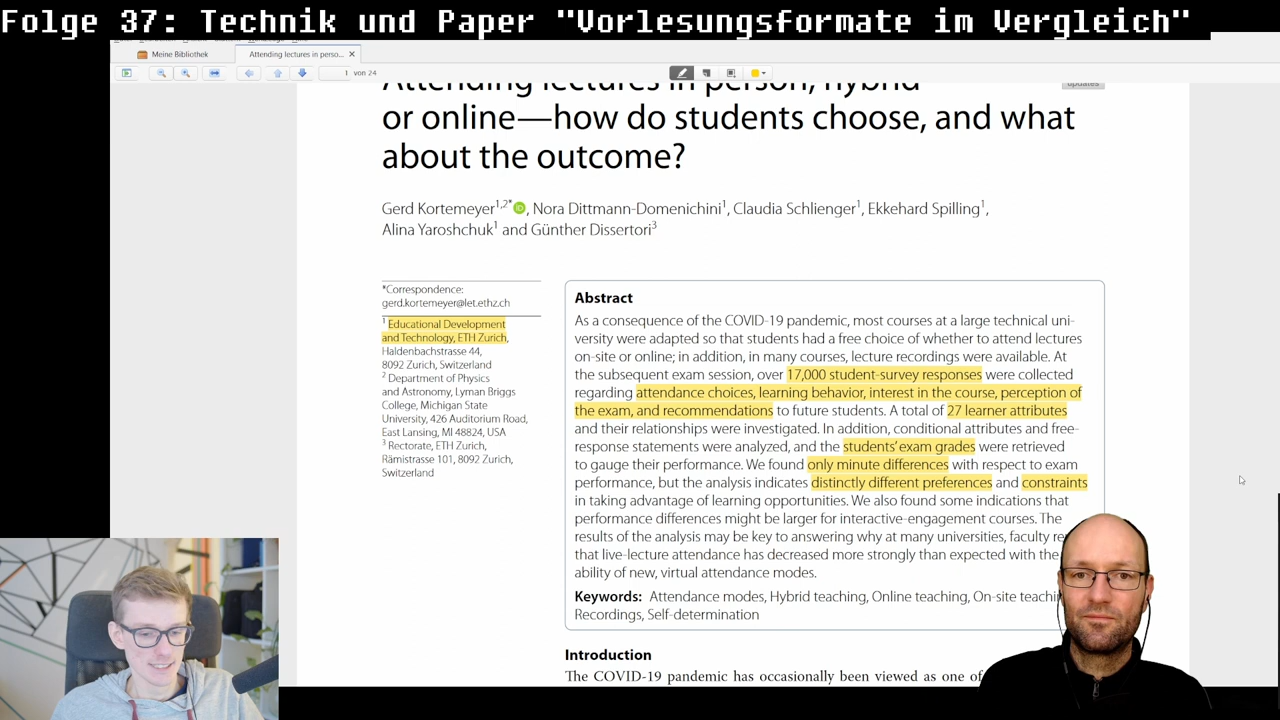 Folge 37: Technik und Paper "Vorlesungsformate im Vergleich"
Meine Bibliothek
Attending lectures in perso...
1 von 24
Attending lectures in person, hybrid
updates
or online—how do students choose, and what
about the outcome?
Gerd Kortemeyer1,2*, Nora Dittmann-Domenichini1, Claudia Schlienger1, Ekkehard Spilling1,
Alina Yaroshchuk1 and Günther Dissertori3
*Correspondence:
gerd.kortemeyer@let.ethz.ch
1 Educational Development
and Technology, ETH Zurich,
Haldenbachstrasse 44,
8092 Zurich, Switzerland
2 Department of Physics
and Astronomy, Lyman Briggs
College, Michigan State
University, 426 Auditorium Road,
East Lansing, MI 48824, USA
3 Rectorate, ETH Zurich,
Rämistrasse 101, 8092 Zurich,
Switzerland
Abstract
As a consequence of the COVID-19 pandemic, most courses at a large technical uni-
versity were adapted so that students had a free choice of whether to attend lectures
on-site or online; in addition, in many courses, lecture recordings were available. At
the subsequent exam session, over 17,000 student-survey responses were collected
regarding attendance choices, learning behavior, interest in the course, perception of
the exam, and recommendations to future students. A total of 27 learner attributes
and their relationships were investigated. In addition, conditional attributes and free-
response statements were analyzed, and the students' exam grades were retrieved
to gauge their performance. We found only minute differences with respect to exam
performance, but the analysis indicates distinctly different preferences and constraints
in taking advantage of learning opportunities. We also found some indications that
performance differences might be larger for interactive-engagement courses. The
results of the analysis may be key to answering why at many universities, faculty re
that live-lecture attendance has decreased more strongly than expected with the
ability of new, virtual attendance modes.
Keywords: Attendance modes, Hybrid teaching, Online teaching, On-site teachin
Recordings, Self-determination
Introduction
The COVID-19 pandemic has occasionally been viewed as one of